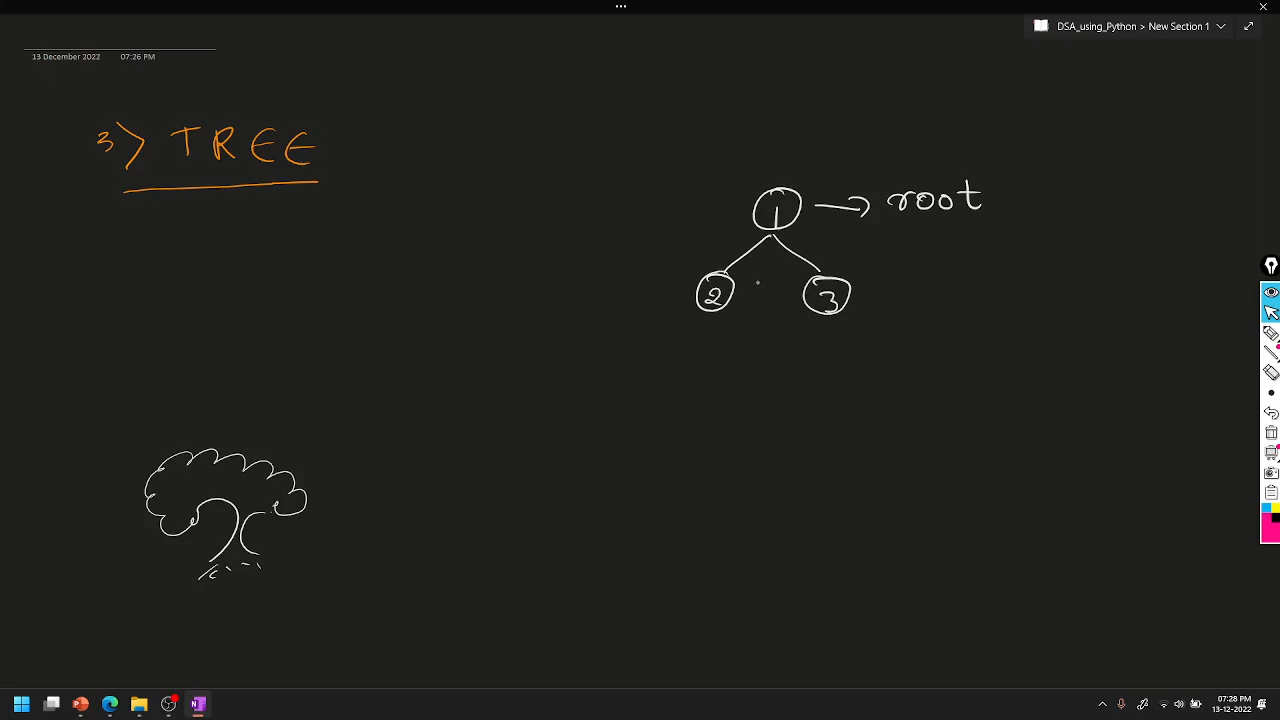 DSA_using_Python > New Section 1
13 December 2022 07:26 PM
3> TREE
1 → root
2 3
07:28 PM
13-12-2022